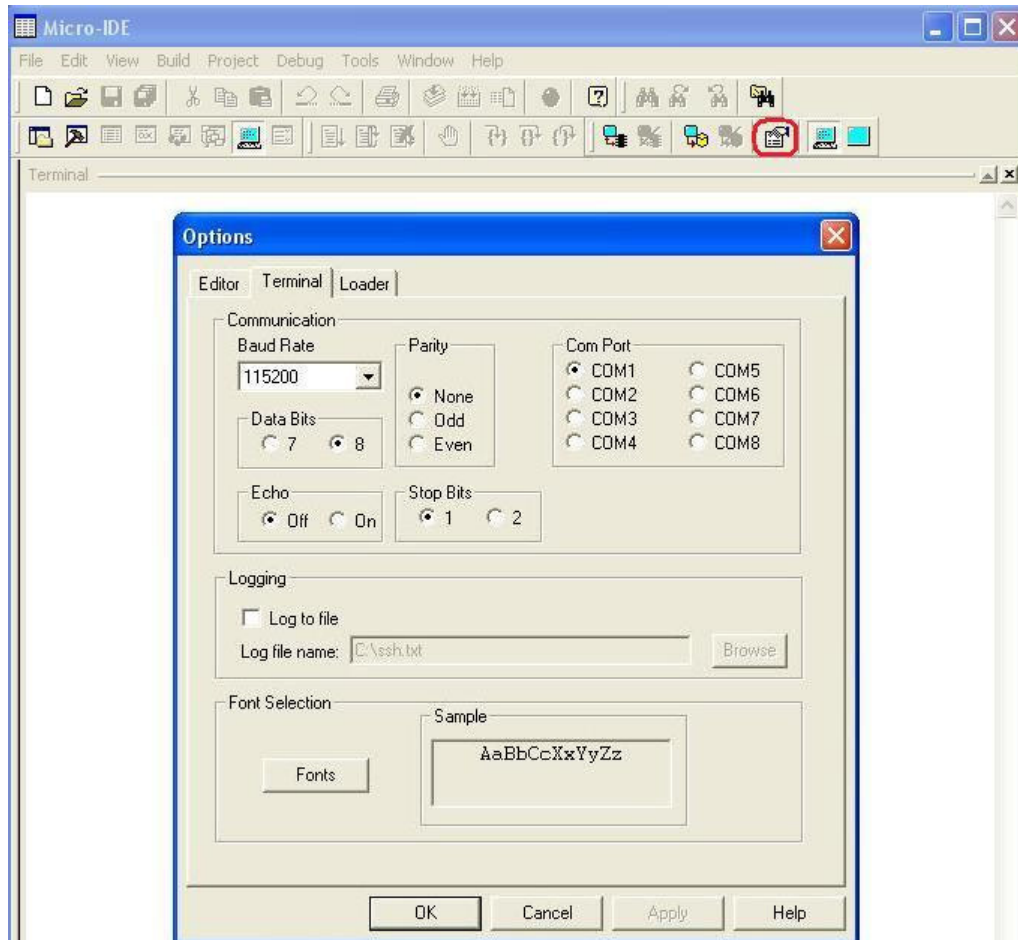 Micro-IDE
File Edit View Build Project Debug Tools Window Help
Terminal
Options
Editor Terminal Loader
Communication
Baud Rate
115200
Data Bits
7 8
Parity
None
Odd
Even
Com Port
COM1 COM5
COM2 COM6
COM3 COM7
COM4 COM8
Echo
Off On
Stop Bits
1 2
Logging
Log to file
Log file name: C:\ssh.txt Browse
Font Selection
Fonts
Sample
AaBbCcXxYyZz
OK Cancel Apply Help